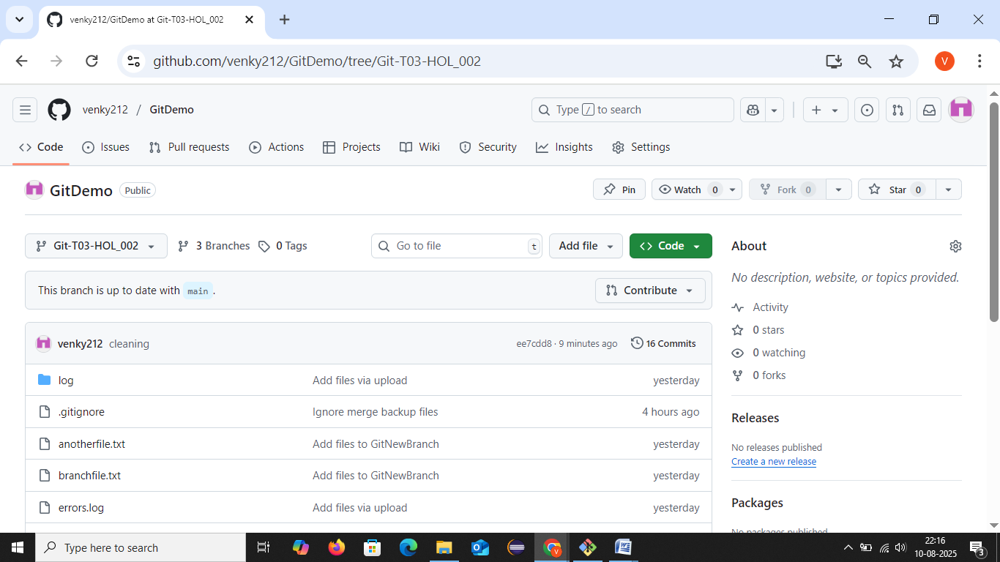 venky212/GitDemo at Git-T03-HOL_002
github.com/venky212/GitDemo/tree/Git-T03-HOL_002
V
venky212 / GitDemo
Type / to search
Code
Issues
Pull requests
Actions
Projects
Wiki
Security
Insights
Settings
GitDemo Public
Pin
Watch 0
Fork 0
Star 0
Git-T03-HOL_002
3 Branches
0 Tags
Go to file t
Add file
Code
About
No description, website, or topics provided.
This branch is up to date with main.
Contribute
Activity
0 stars
0 watching
0 forks
venky212 cleaning ee7cdd8 · 9 minutes ago 16 Commits
log Add files via upload yesterday
.gitignore Ignore merge backup files 4 hours ago
anotherfile.txt Add files to GitNewBranch yesterday
branchfile.txt Add files to GitNewBranch yesterday
errors.log Add files via upload yesterday
Releases
No releases published
Create a new release
Packages
No packages published
Type here to search
V
W
22:16
10-08-2025
3